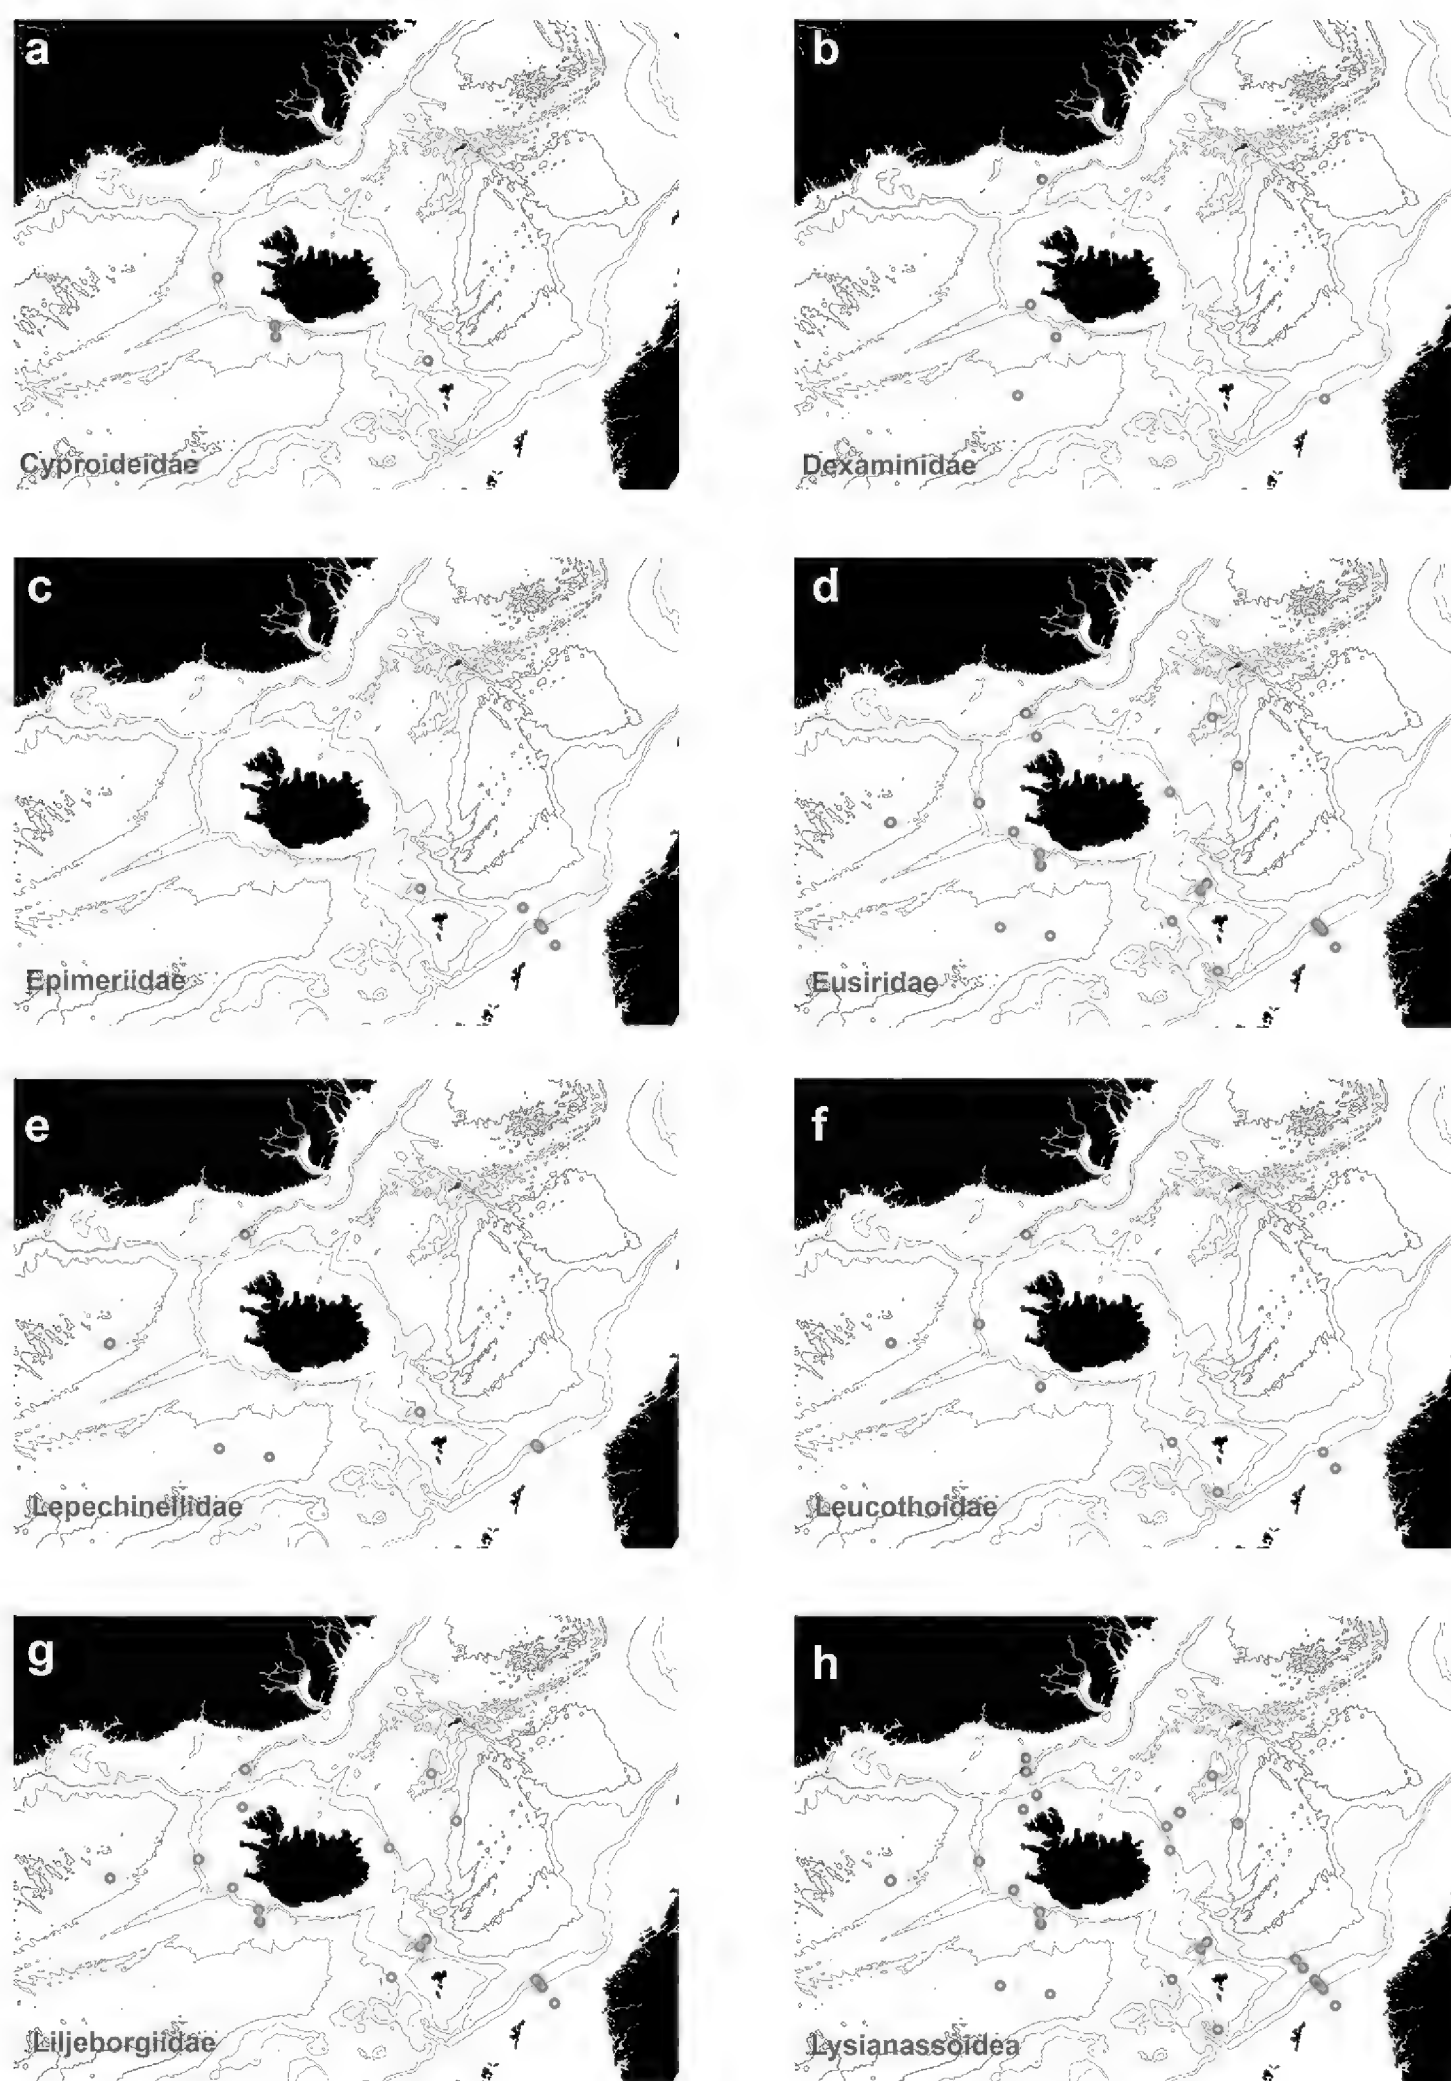 a
b
Cyproideidae
Dexaminidae
c
d
Epimeriidae
Eusiridae
e
f
Lepechinellidae
Leucothoidae
g
h
Liljeborgiidae
Lysianassoidea